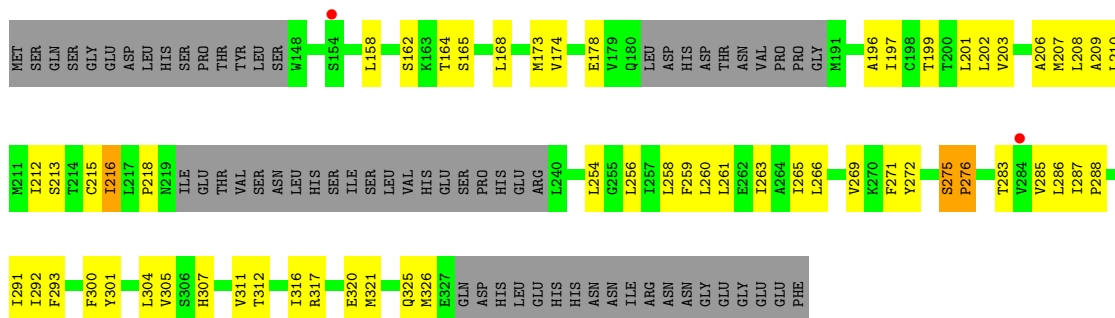 MET SER GLN SER GLY GLU ASP LEU HIS SER PRO THR TYR LEU SER W148 S154 L158 S162 K163 T164 S165 L168 M173 V174 E178 V179 Q180 LEU ASP HIS ASP THR ASN VAL PRO PRO GLY M191 A196 I197 C198 T199 T200 L201 L202 V203 A206 M207 L208 A209 L210
M211 I212 S213 T214 C215 I216 L217 P218 N219 ILE GLU THR VAL SER ASN LEU HIS SER ILE SER LEU VAL HIS GLU SER PRO HIS GLU ARG L240 L254 G255 L256 I257 L258 F259 L260 L261 E262 I263 A264 I265 L266 V269 K270 F271 Y272 S275 P276 T283 V284 V285 L286 I287 P288
I291 I292 F293 F300 Y301 L304 V305 S306 H307 V311 T312 I316 R317 E320 M321 Q325 M326 E327 GLN ASP HIS LEU GLU HIS HIS ASN ASN ILE ARG ASN ASN GLY GLU GLY GLU GLU PHE